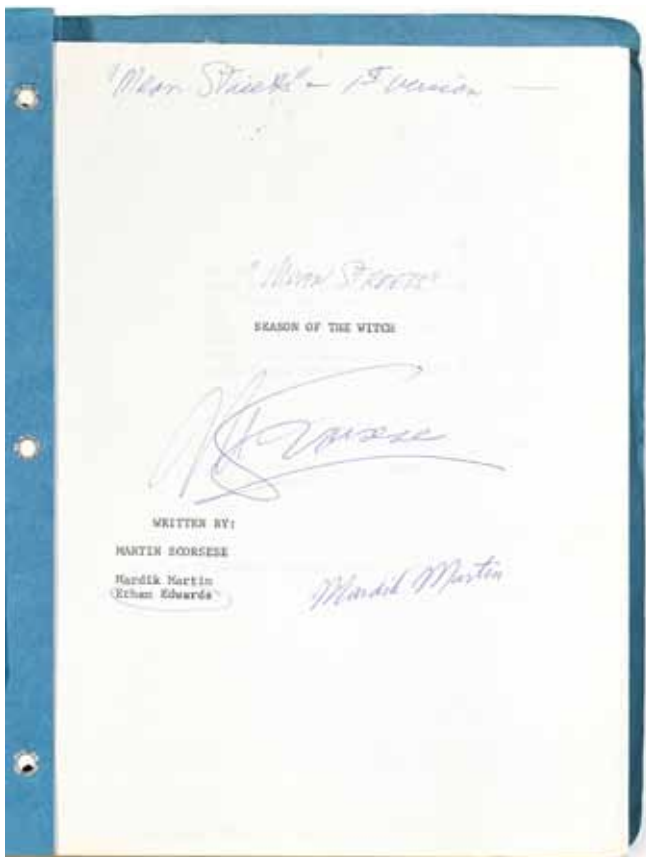 "Mean Streets" – 1st version —
"MEAN STREETS"
SEASON OF THE WITCH
M Scorsese
WRITTEN BY:
MARTIN SCORSESE
Mardik Martin
Ethan Edwards
Mardik Martin